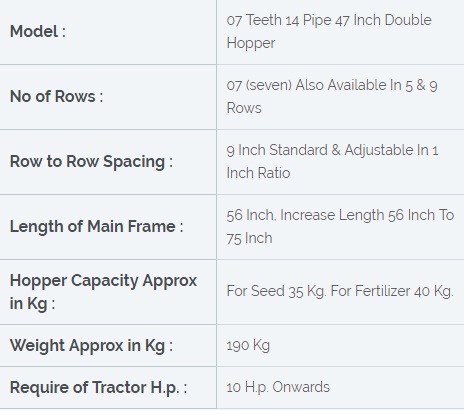 Model :
07 Teeth 14 Pipe 47 Inch Double
Hopper
No of Rows :
07 (seven) Also Available In 5 & 9
Rows
Row to Row Spacing :
9 Inch Standard & Adjustable In 1
Inch Ratio
Length of Main Frame :
56 Inch, Increase Length 56 Inch To
75 Inch
Hopper Capacity Approx
in Kg :
For Seed 35 Kg. For Fertilizer 40 Kg.
Weight Approx in Kg :
190 Kg
Require of Tractor H.p. :
10 H.p. Onwards